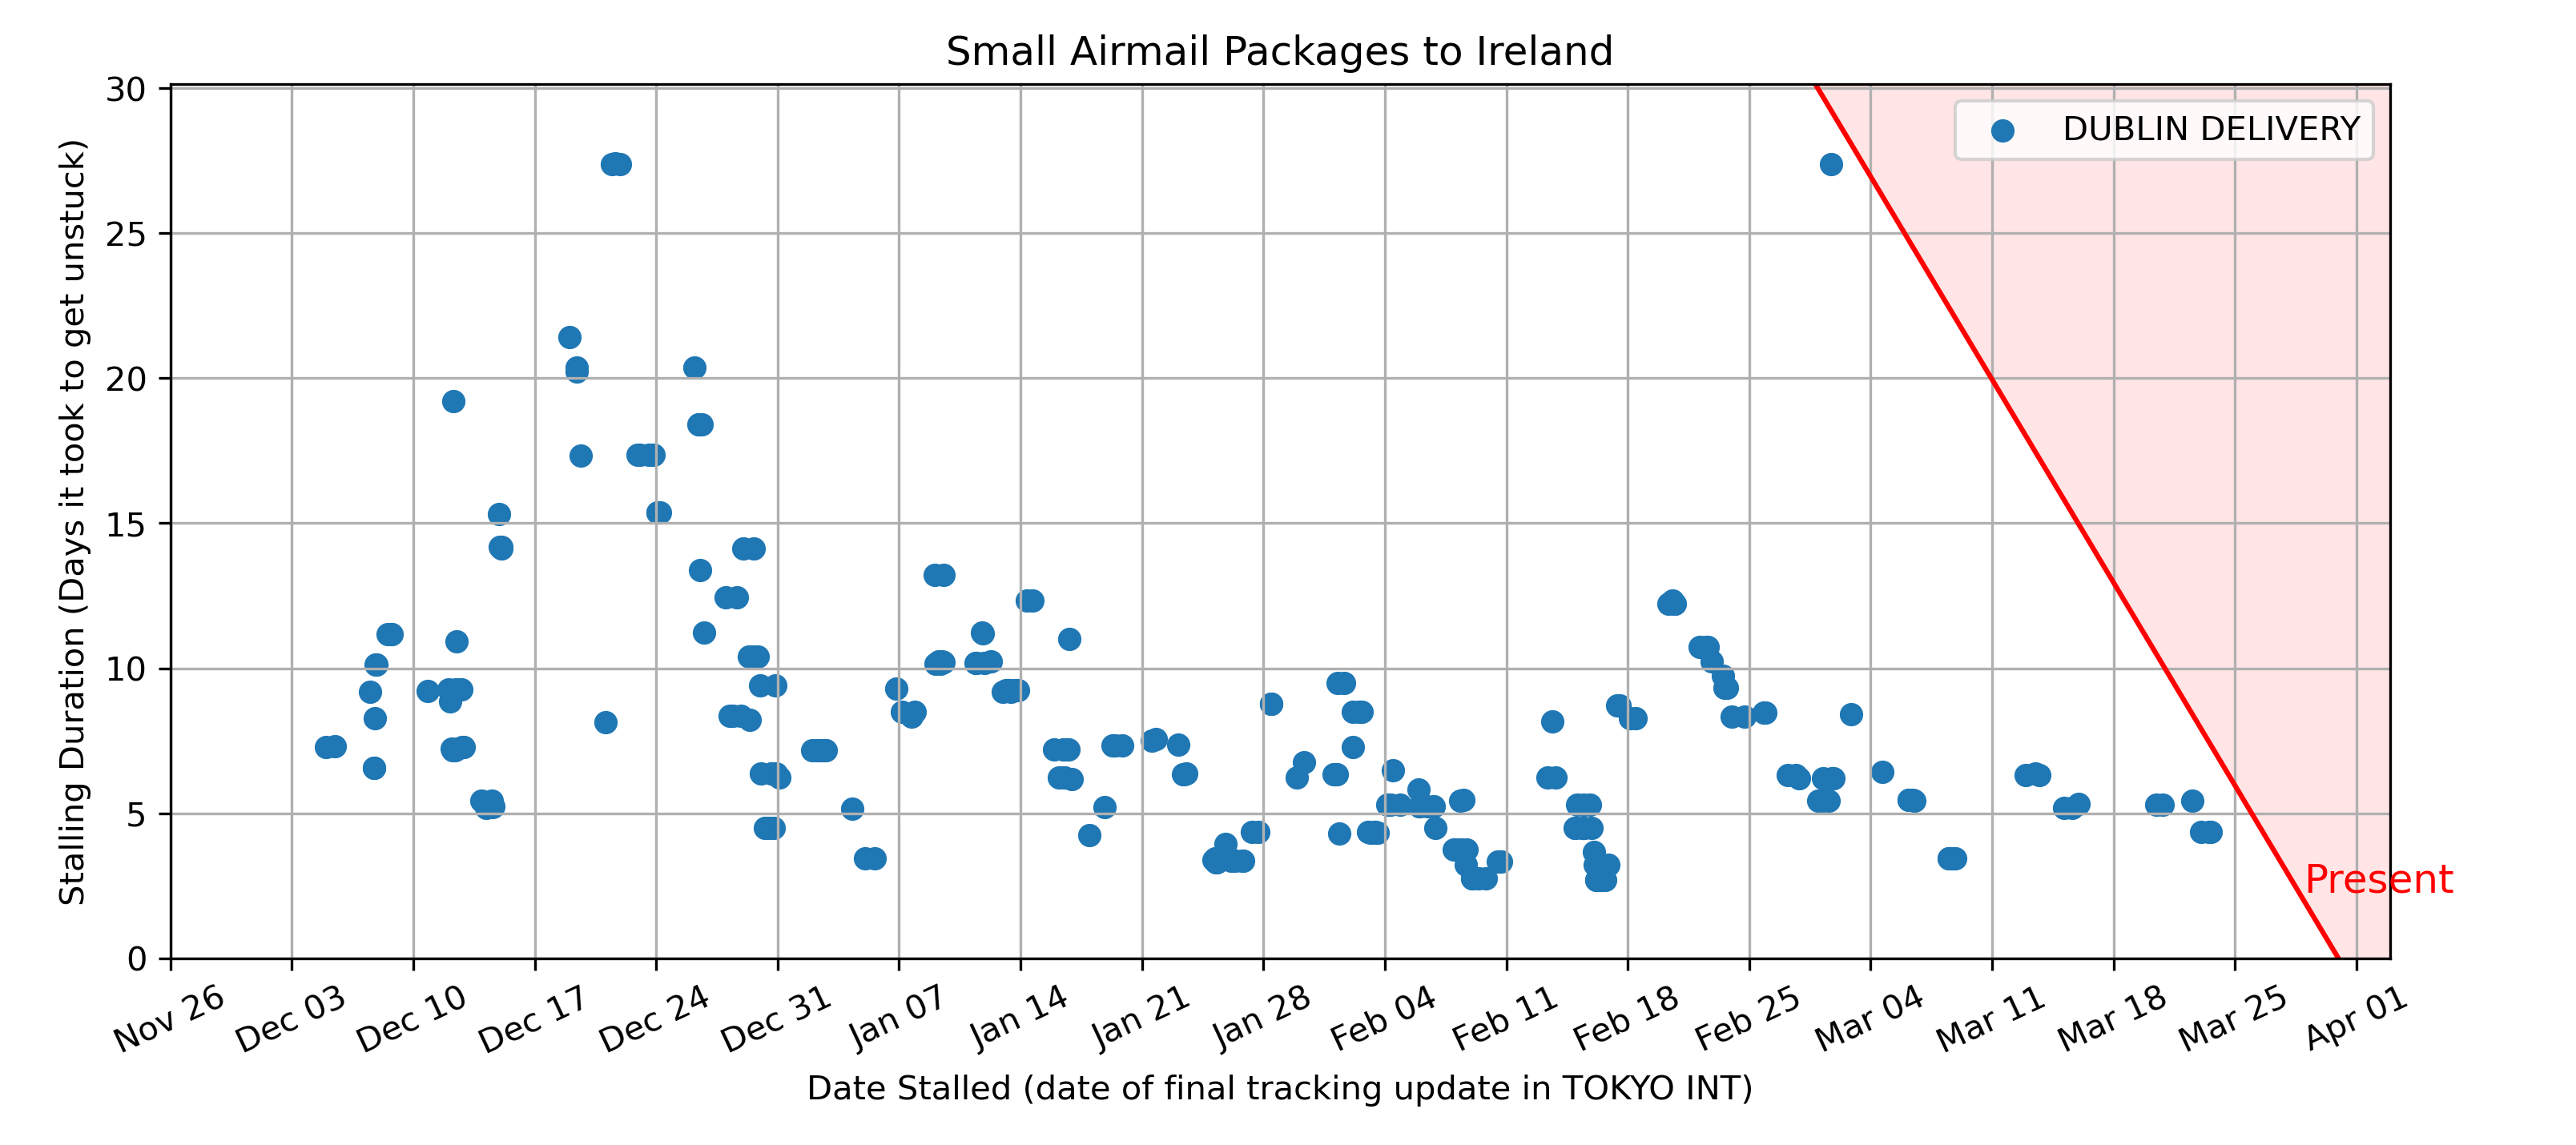 Small Airmail Packages to Ireland
DUBLIN DELIVERY
Stalling Duration (Days it took to get unstuck)
30
25
20
15
10
5
0
Present
Nov 26
Dec 03
Dec 10
Dec 17
Dec 24
Dec 31
Jan 07
Jan 14
Jan 21
Jan 28
Feb 04
Feb 11
Feb 18
Feb 25
Mar 04
Mar 11
Mar 18
Mar 25
Apr 01
Date Stalled (date of final tracking update in TOKYO INT)